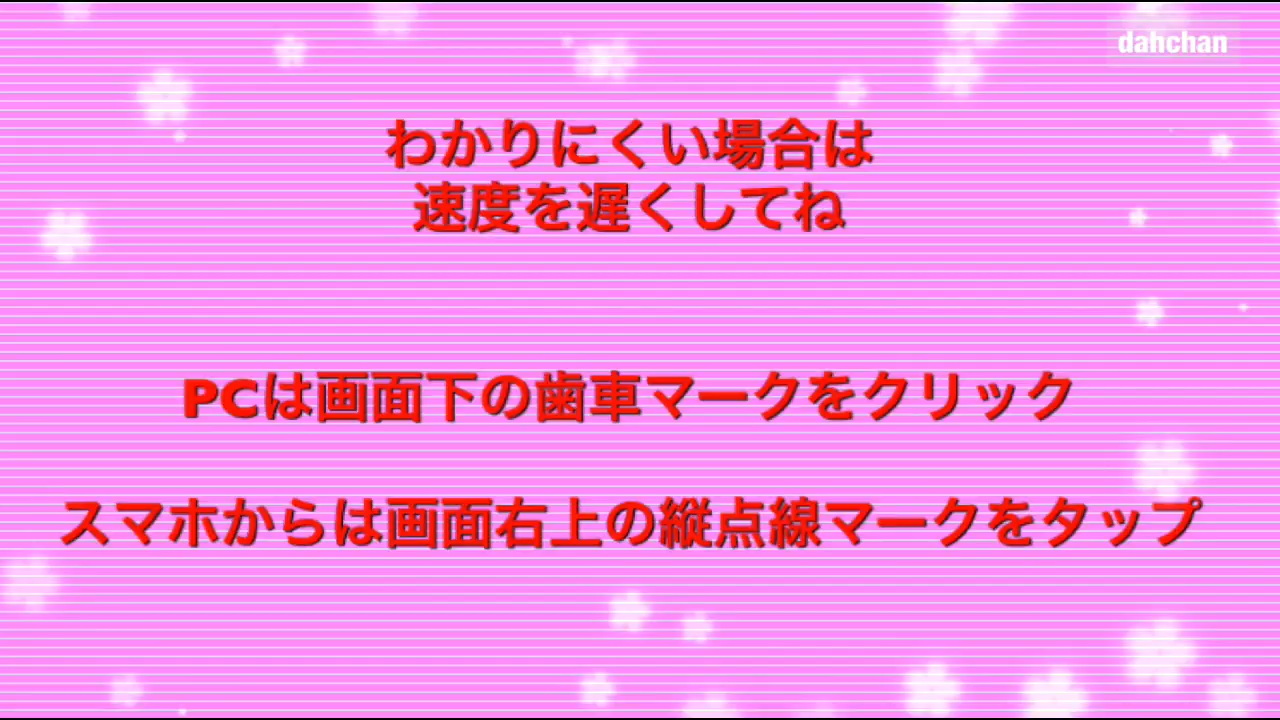 dahchan
わかりにくい場合は
速度を遅くしてね
PCは画面下の歯車マークをクリック
スマホからは画面右上の縦点線マークをタップ